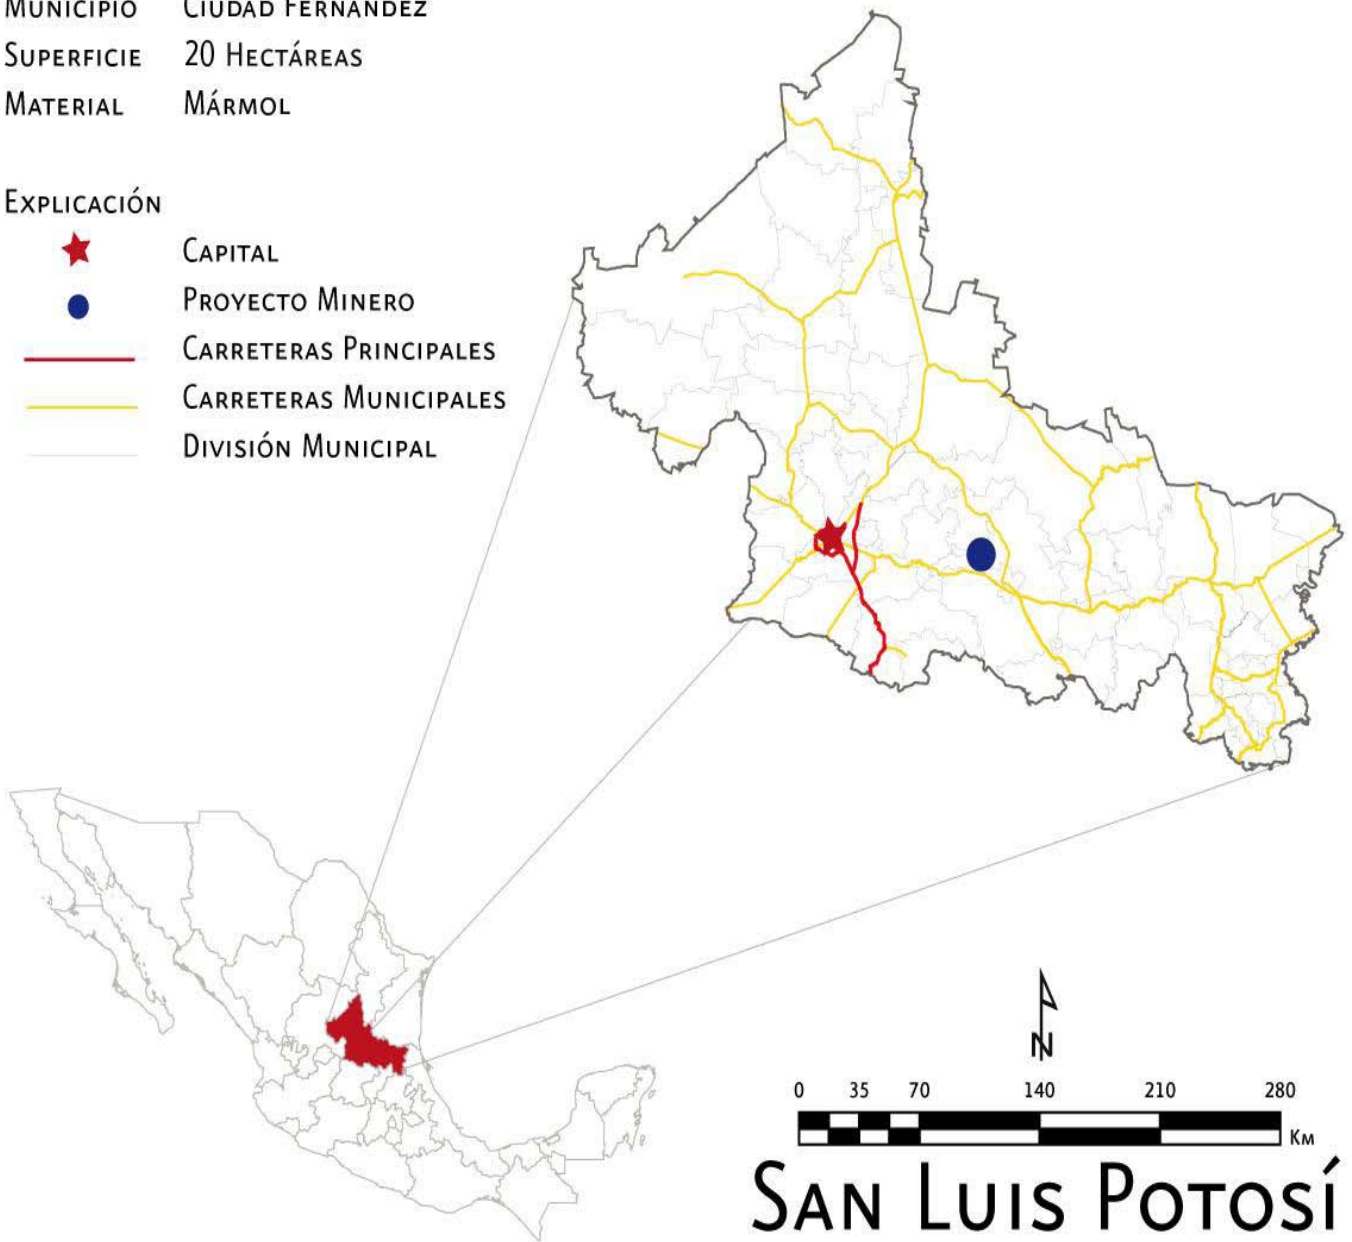 Municipio Ciudad Fernández
Superficie 20 Hectáreas
Material Mármol
Explicación
Capital
Proyecto Minero
Carreteras Principales
Carreteras Municipales
División Municipal
N
0 35 70 140 210 280
Km
San Luis Potosí